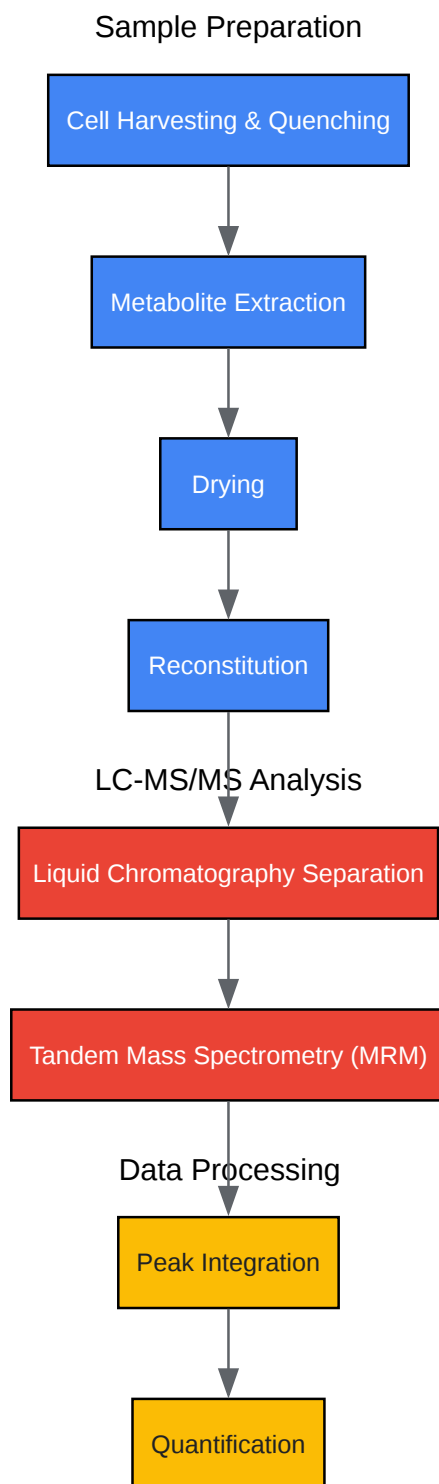 Sample Preparation
Cell Harvesting & Quenching
Metabolite Extraction
Drying
Reconstitution
LC-MS/MS Analysis
Liquid Chromatography Separation
Tandem Mass Spectrometry (MRM)
Data Processing
Peak Integration
Quantification